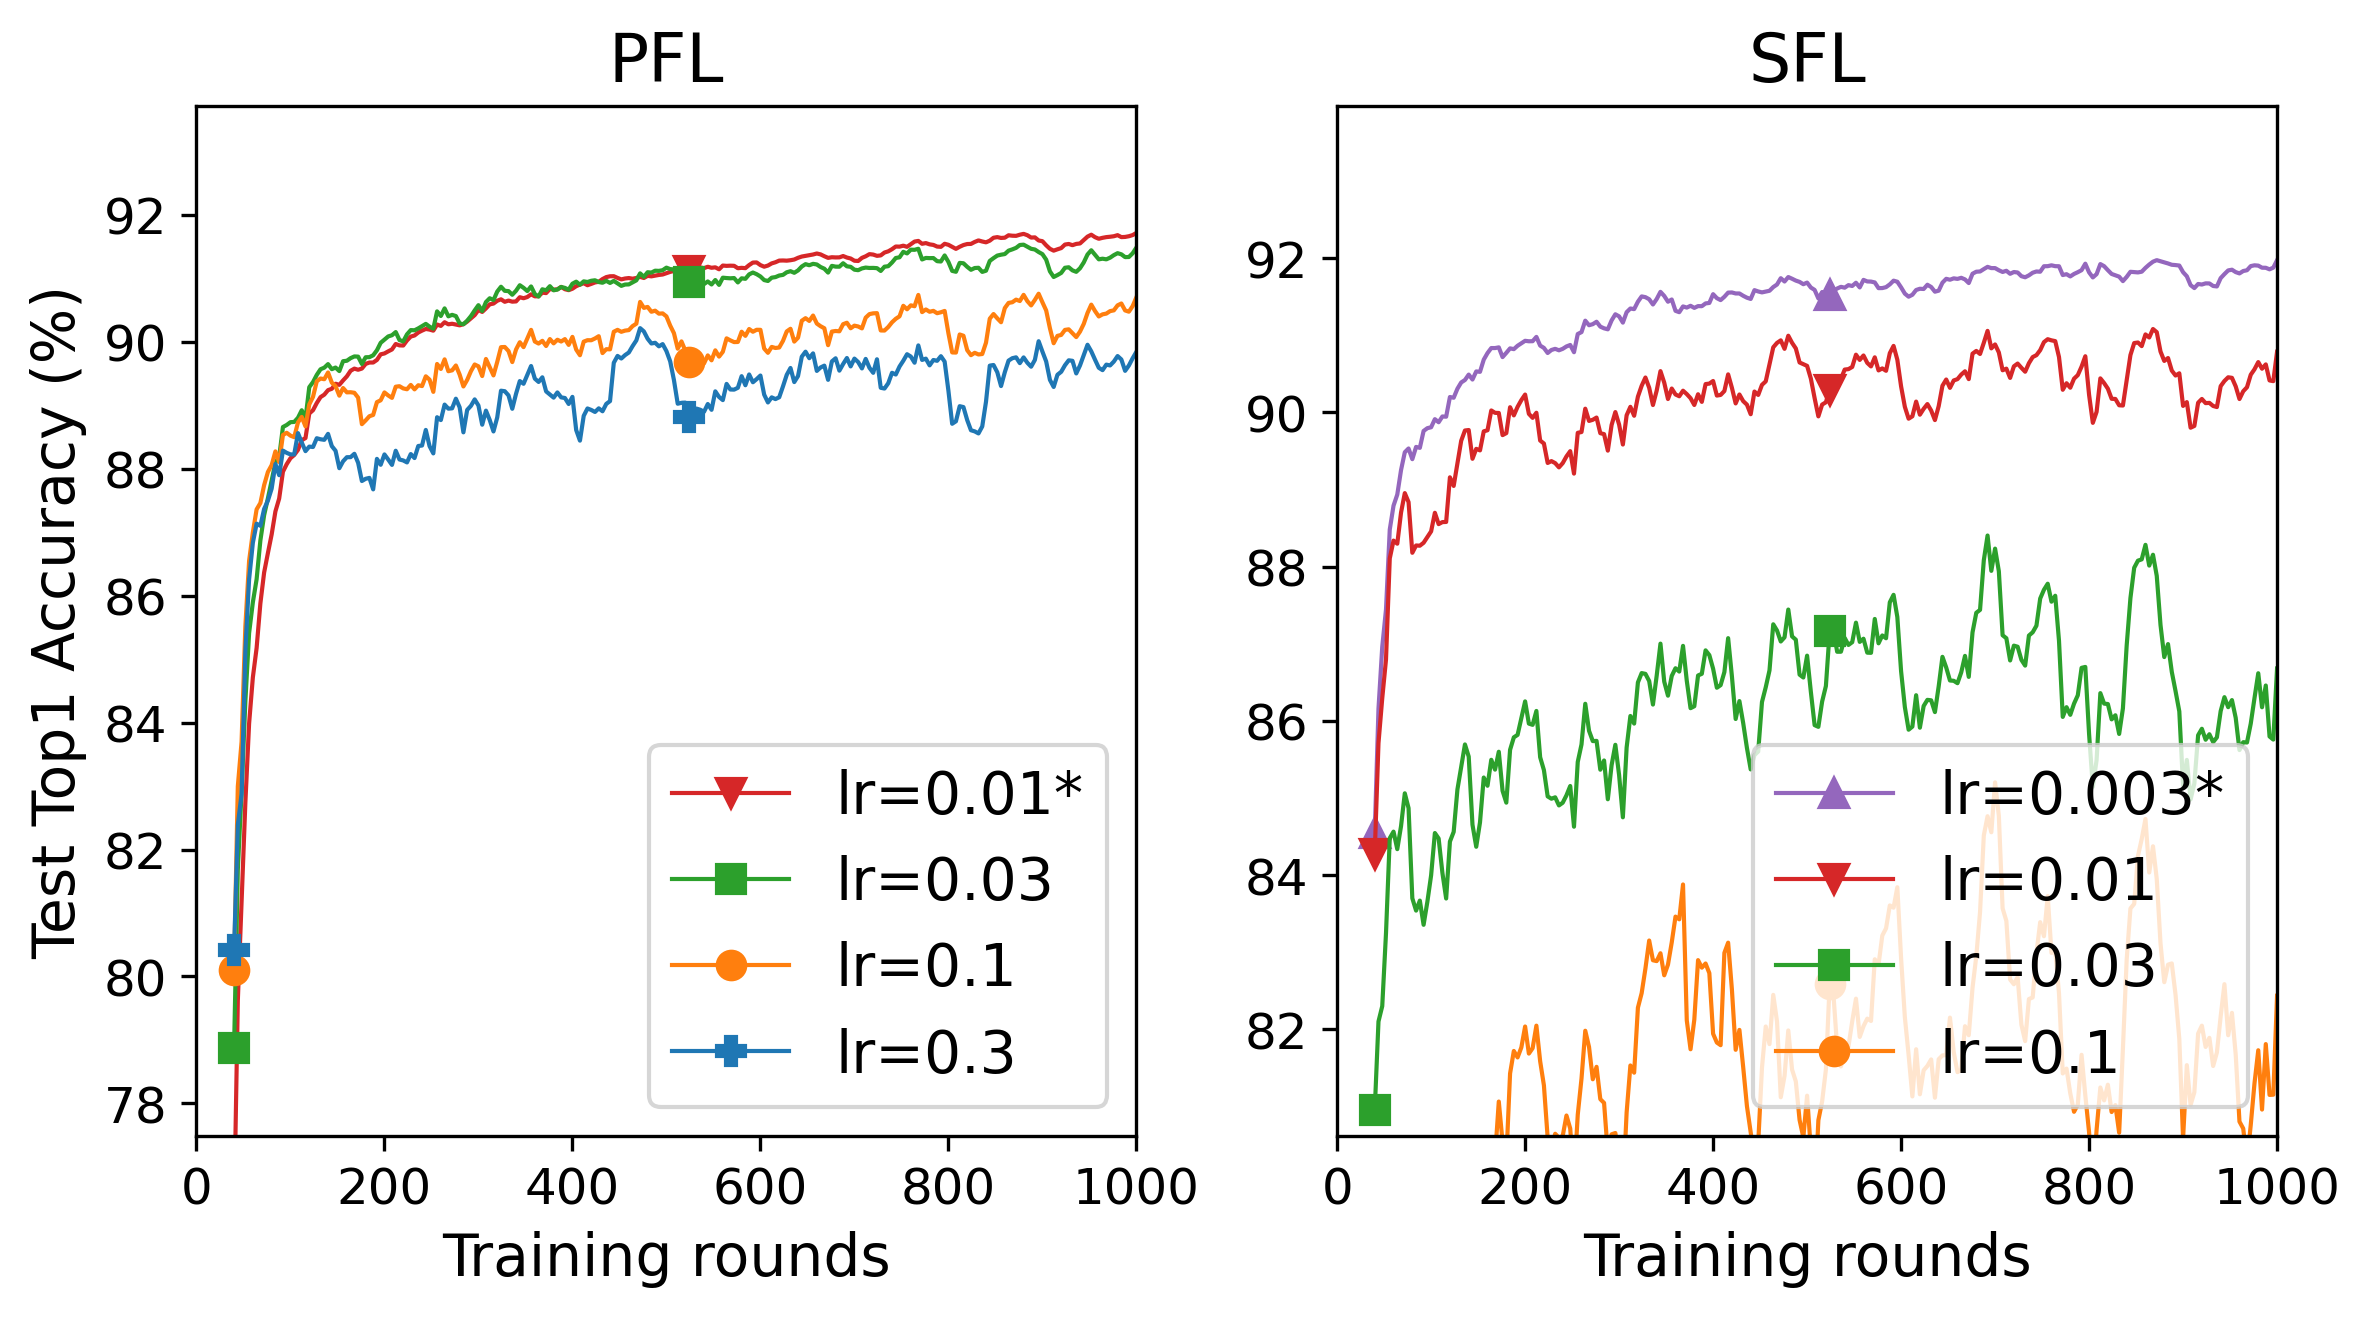 PFL
SFL
Test Top1 Accuracy (%)
92
90
88
86
84
82
80
78
0 200 400 600 800 1000
Training rounds
lr=0.01*
lr=0.03
lr=0.1
lr=0.3
92
90
88
86
84
82
0 200 400 600 800 1000
Training rounds
lr=0.003*
lr=0.01
lr=0.03
lr=0.1